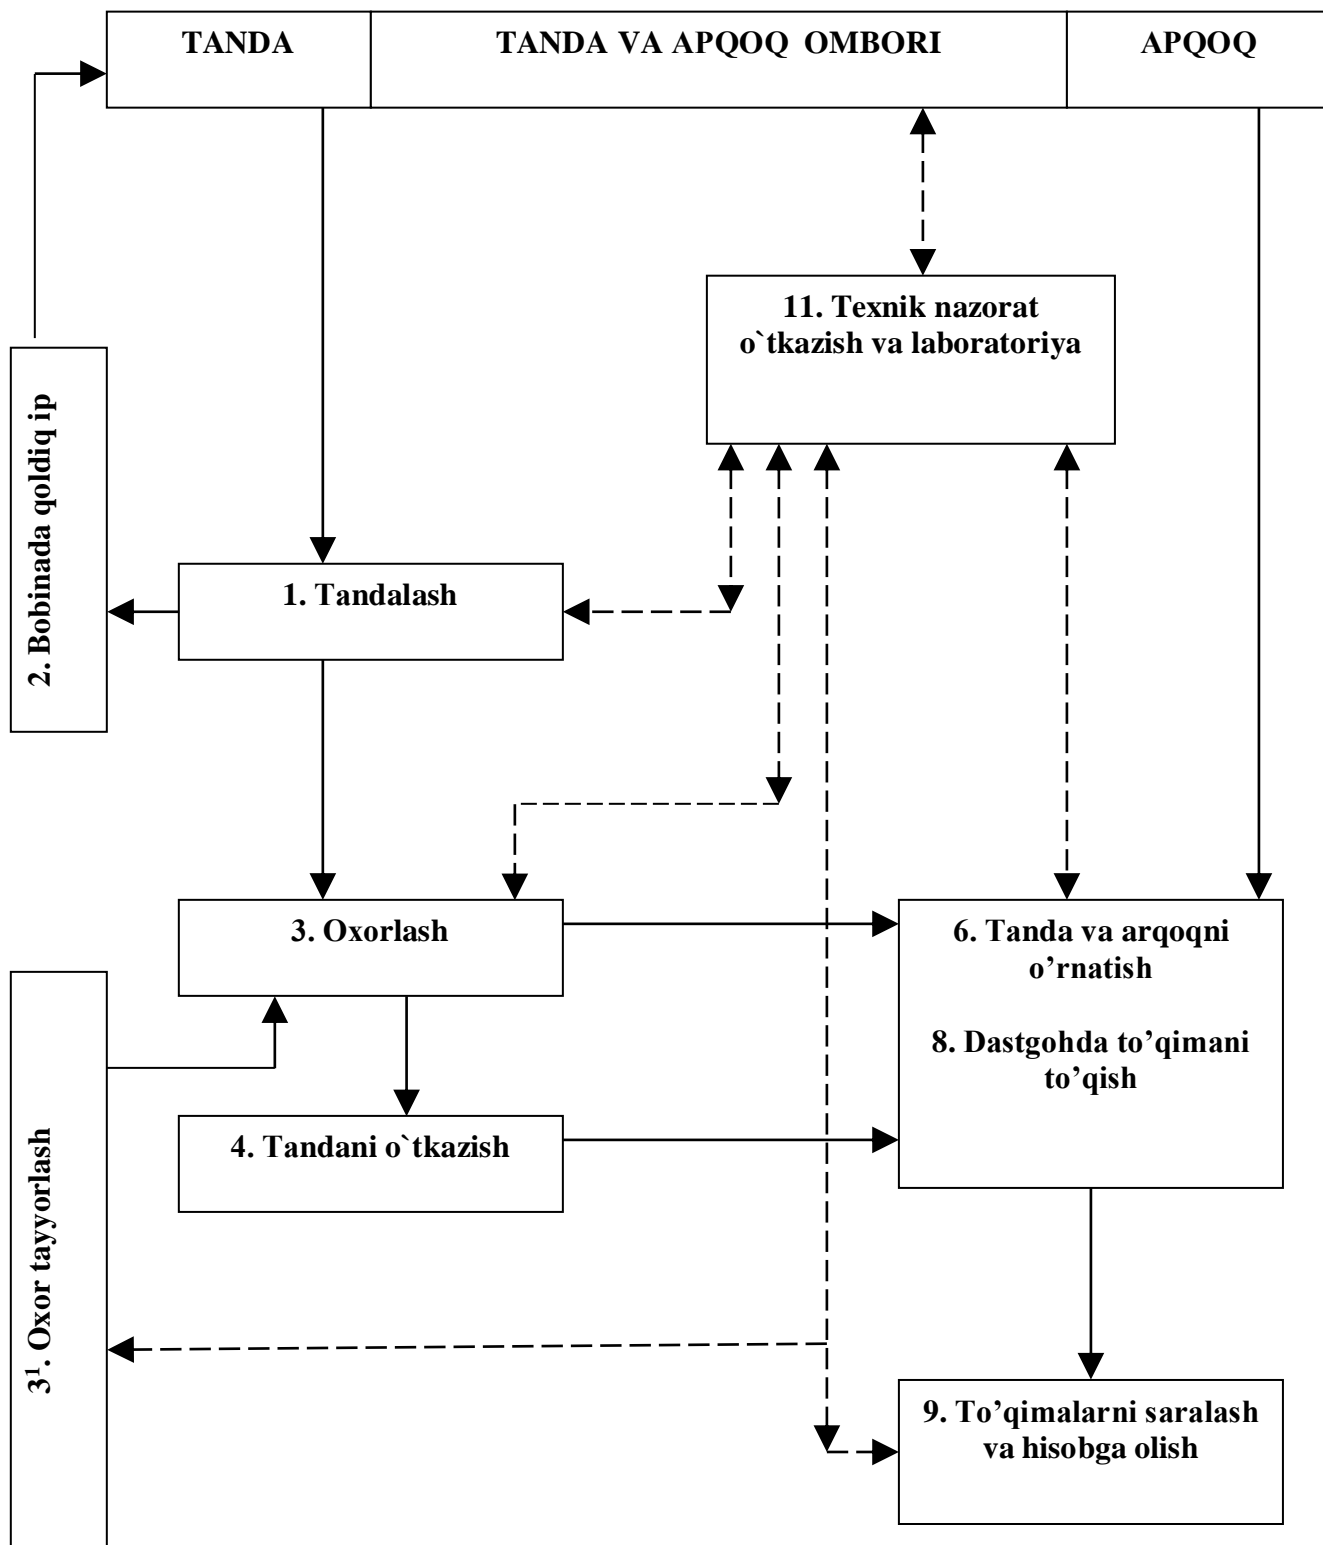 TANDA
TANDA VA APQOQ OMBORI
APQOQ
11. Texnik nazorat
o`tkazish va laboratoriya
2. Bobinada qoldiq ip
1. Tandalash
3. Oxorlash
6. Tanda va arqoqni
o’rnatish
8. Dastgohda to’qimani
to’qish
4. Tandani o`tkazish
3¹. Oxor tayyorlash
9. To’qimalarni saralash
va hisobga olish